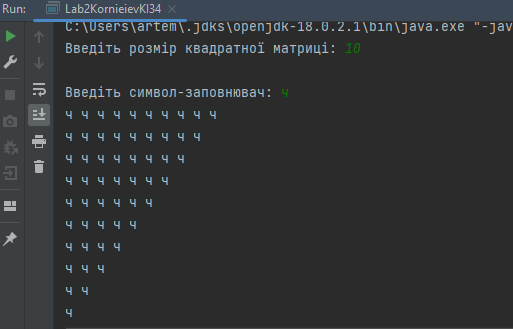 Run: Lab2KornieievKI34
C:\Users\artem\.jdks\openjdk-18.0.2.1\bin\java.exe "-ja
Введіть розмір квадратної матриці: 10
Введіть символ-заповнювач: ч
ч ч ч ч ч ч ч ч ч ч
ч ч ч ч ч ч ч ч ч
ч ч ч ч ч ч ч ч
ч ч ч ч ч ч ч
ч ч ч ч ч ч
ч ч ч ч ч
ч ч ч ч
ч ч ч
ч ч
ч